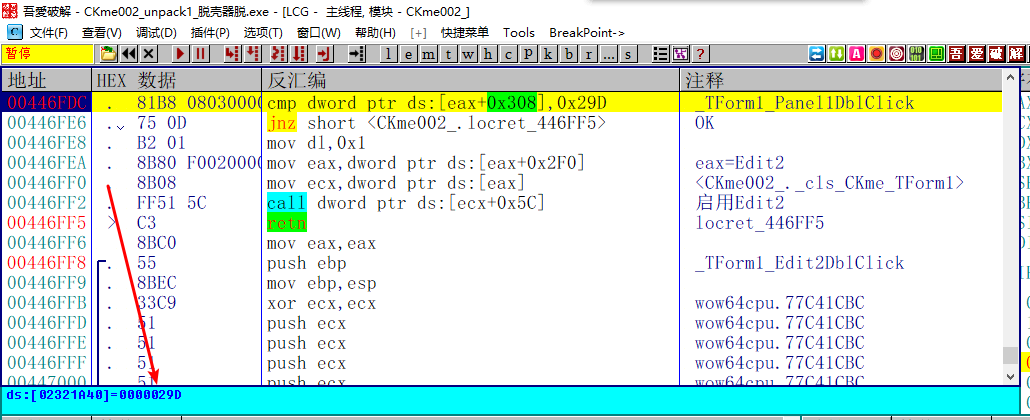 吾愛破解 - CKme002_unpack1_脱壳器脱.exe - [LCG - 主线程, 模块 - CKme002_]
文件(F) 查看(V) 调试(D) 插件(P) 选项(T) 窗口(W) 帮助(H) [+] 快捷菜单 Tools BreakPoint->
暂停 l e m t w h c p k b r ... s ? 吾 爱 破 解
地址 HEX 数据 反汇编 注释
00446FDC . 81B8 08030000 cmp dword ptr ds:[eax+0x308],0x29D _TForm1_Panel1DblClick
00446FE6 . 75 0D jnz short <CKme002_.locret_446FF5> OK
00446FE8 . B2 01 mov dl,0x1
00446FEA . 8B80 F0020000 mov eax,dword ptr ds:[eax+0x2F0] eax=Edit2
00446FF0 . 8B08 mov ecx,dword ptr ds:[eax] <CKme002_._cls_CKme_TForm1>
00446FF2 . FF51 5C call dword ptr ds:[ecx+0x5C] 启用Edit2
00446FF5 > C3 retn locret_446FF5
00446FF6 8BC0 mov eax,eax
00446FF8 . 55 push ebp _TForm1_Edit2DblClick
00446FF9 . 8BEC mov ebp,esp
00446FFB . 33C9 xor ecx,ecx wow64cpu.77C41CBC
00446FFD . 51 push ecx wow64cpu.77C41CBC
00446FFE . 51 push ecx wow64cpu.77C41CBC
00446FFF . 51 push ecx wow64cpu.77C41CBC
00447000 . 51 push ecx wow64cpu.77C41CBC
ds:[02321A40]=0000029D